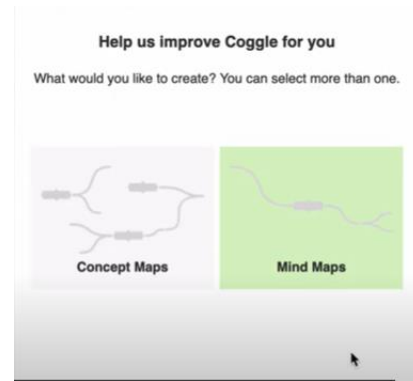 Help us improve Coggle for you
What would you like to create? You can select more than one.
Concept Maps
Mind Maps